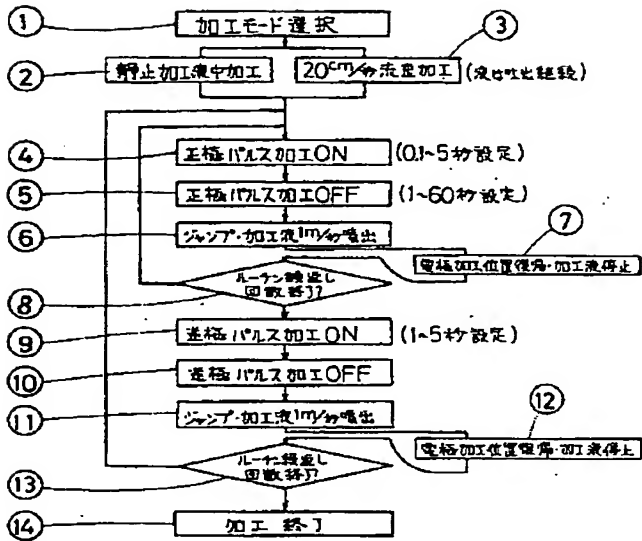 ① 加工モード選択
② 静止加工液中加工
③ 20cm/秒流量加工 (液は吐出継続)
④ 正極パルス加工ON (0.1~5秒設定)
⑤ 正極パルス加工OFF (1~60秒設定)
⑥ ジャンプ・加工液1m/秒噴出
⑦ 電極加工位置復帰・加工液停止
⑧ ルーチン繰返し
回数終了?
⑨ 逆極パルス加工ON (1~5秒設定)
⑩ 逆極パルス加工OFF
⑪ ジャンプ・加工液1m/秒噴出
⑫ 電極加工位置復帰・加工液停止
⑬ ルーチン繰返し
回数終了?
⑭ 加工 終了